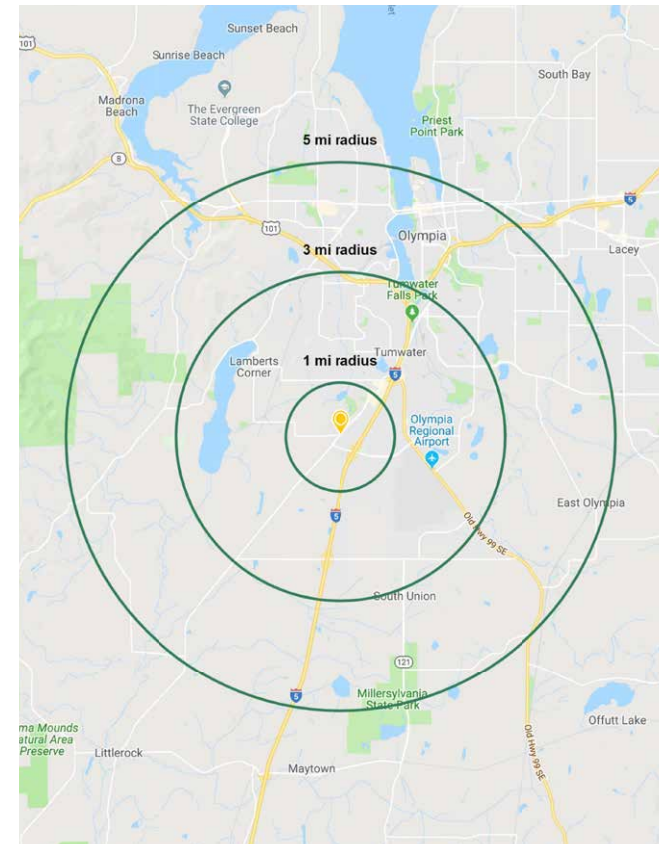 Sunset Beach
101
Sunrise Beach
South Bay
Madrona
Beach
The Evergreen
State College
Priest
Point Park
5 mi radius
8
5
101
Olympia
Lacey
3 mi radius
Tumwater
Falls Park
1 mi radius
Tumwater
Lamberts
Corner
5
Olympia
Regional
Airport
East Olympia
5
Old Hwy 99 SE
South Union
121
5
Millersylvania
State Park
Offutt Lake
ma Mounds
atural Area
Preserve
Littlerock
Old Hwy 99 SE
Maytown